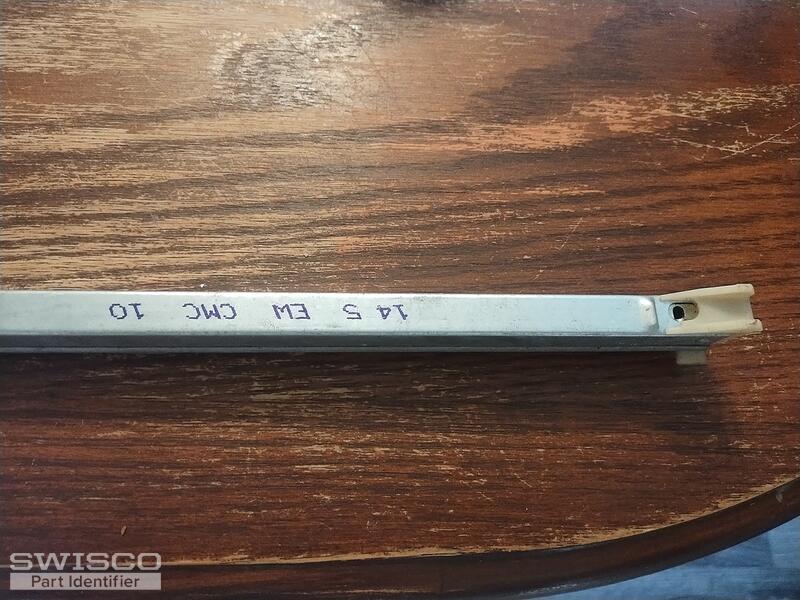 14 5 EW CMC 10
SWISCO
Part Identifier